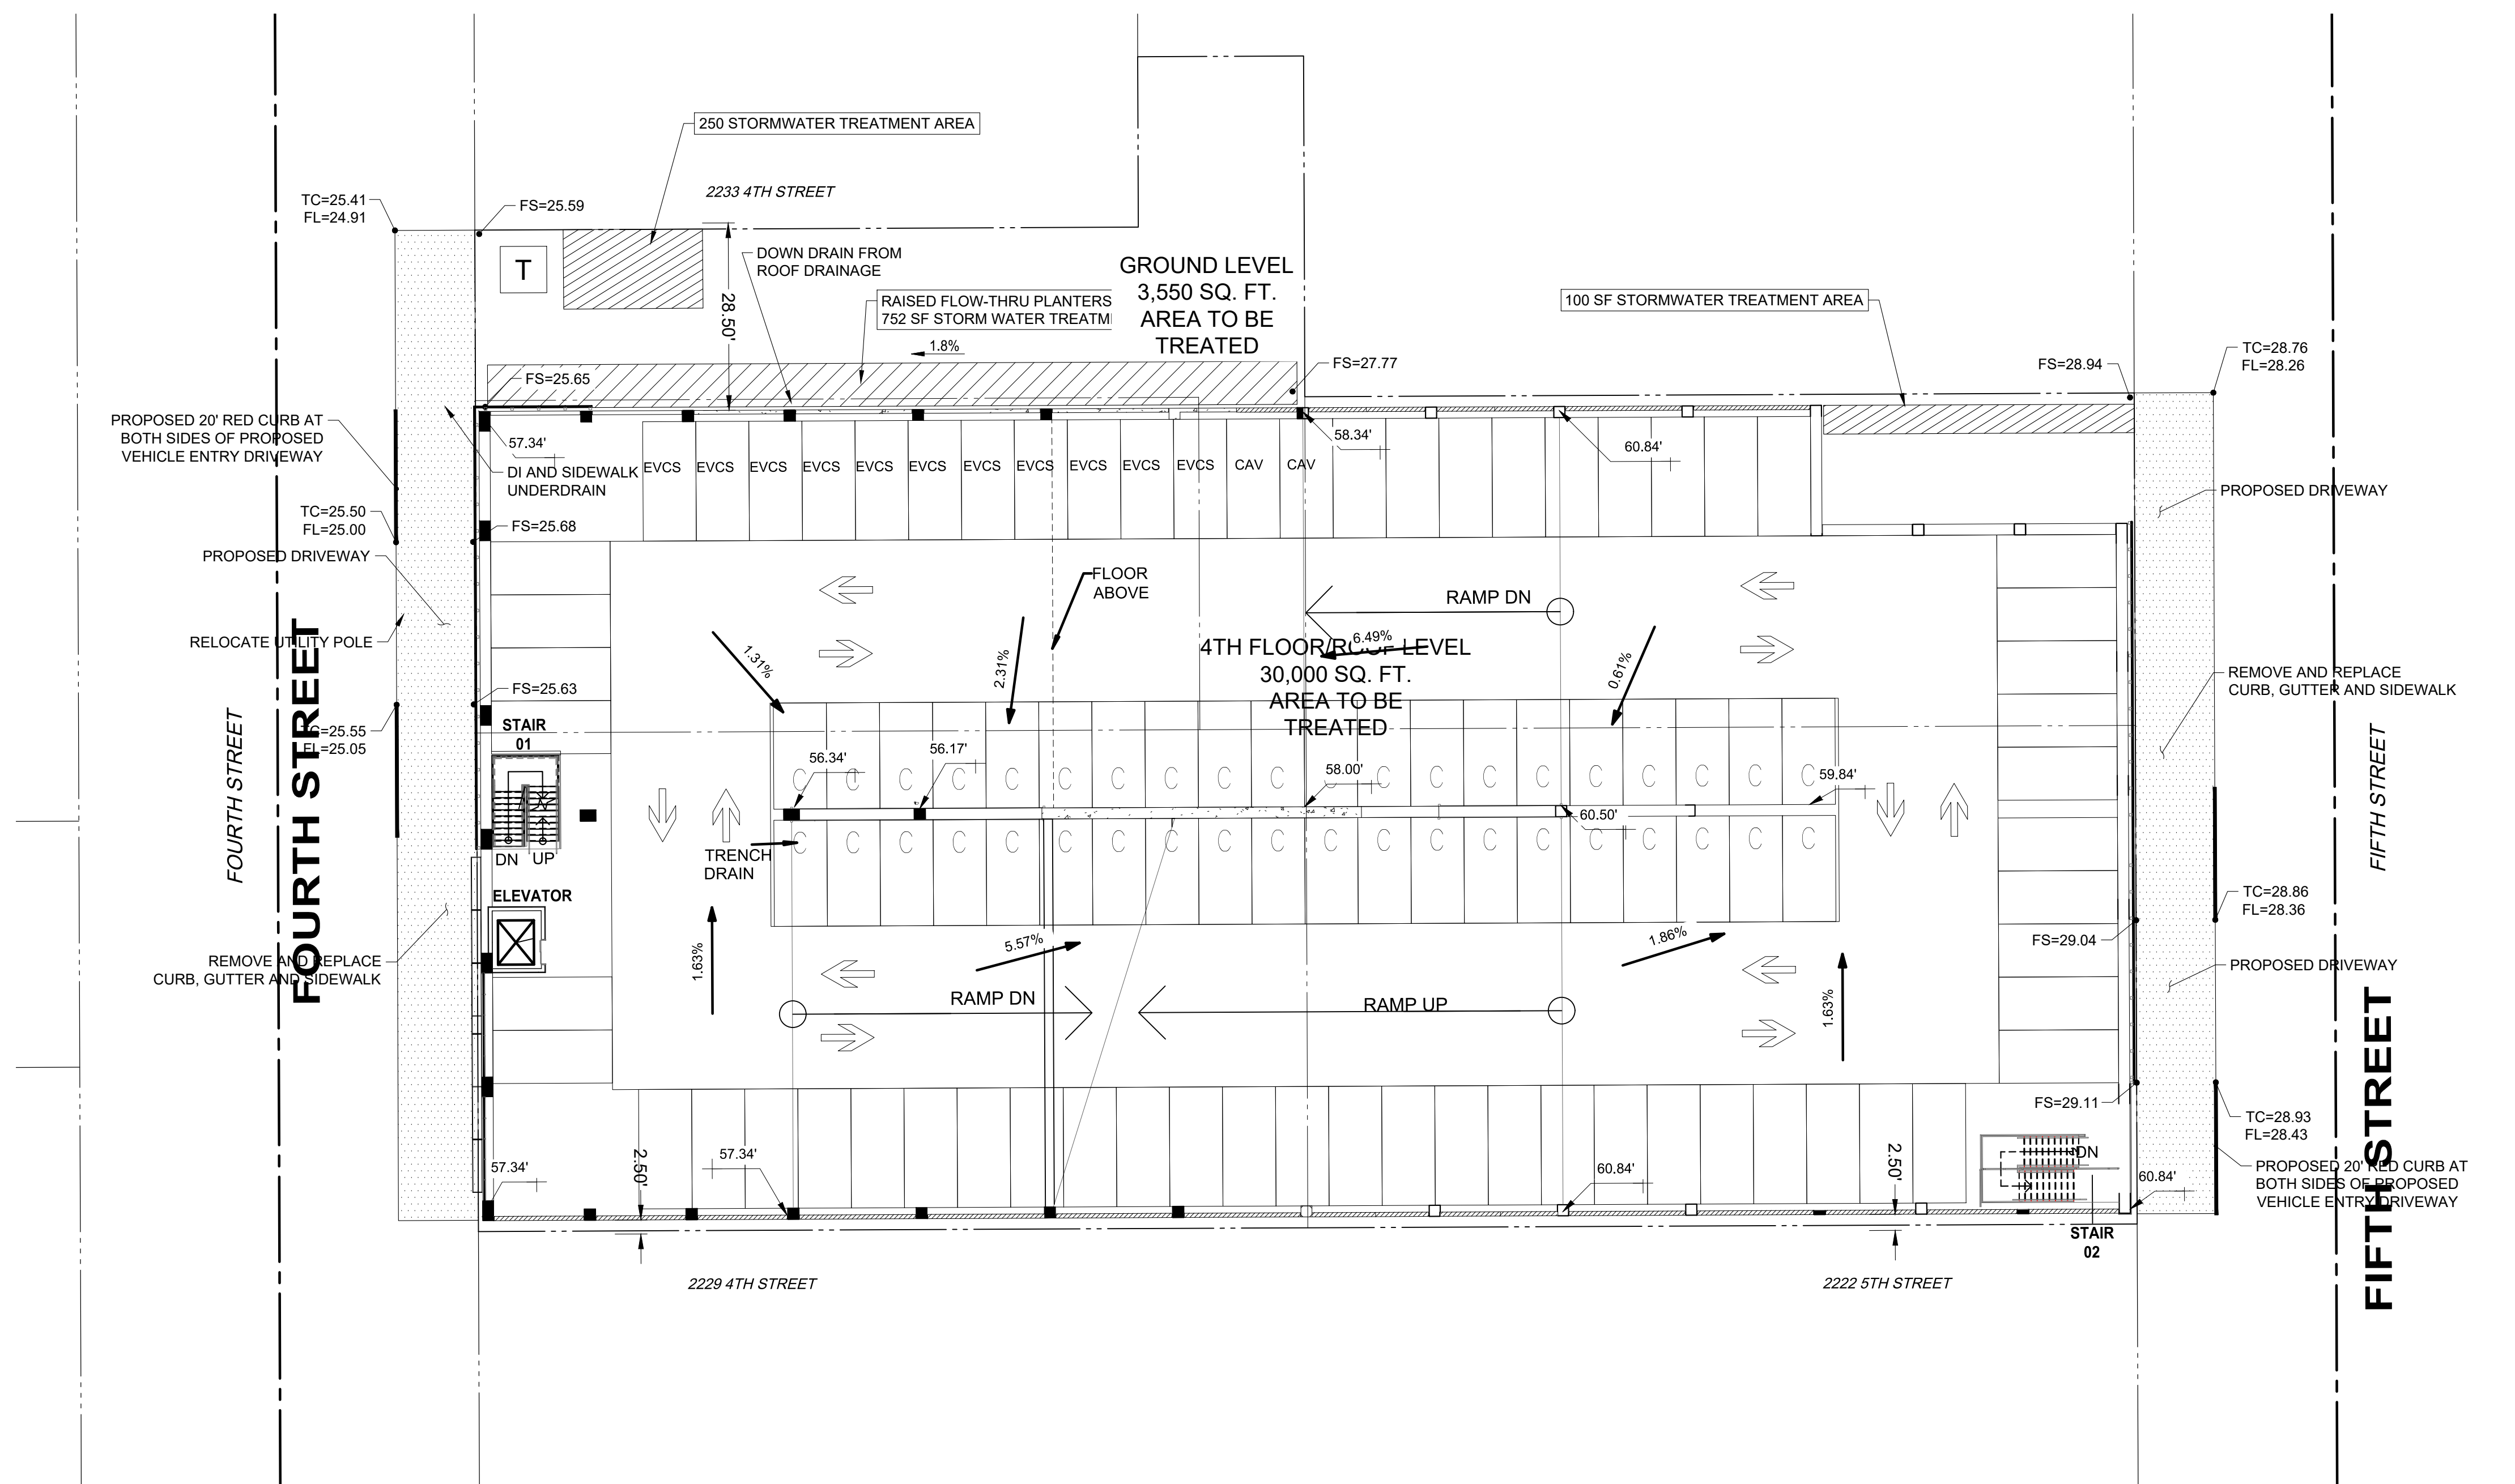 250 STORMWATER TREATMENT AREA
2233 4TH STREET
TC=25.41
FL=24.91
FS=25.59
T
DOWN DRAIN FROM
ROOF DRAINAGE
28.50'
RAISED FLOW-THRU PLANTERS
752 SF STORM WATER
1.8%
GROUND LEVEL
3,550 SQ. FT.
AREA TO BE
TREATED
100 SF STORMWATER TREATMENT AREA
FS=27.77
FS=28.94
TC=28.76
FL=28.26
FS=25.65
PROPOSED 20' RED CURB AT
BOTH SIDES OF PROPOSED
VEHICLE ENTRY DRIVEWAY
57.34'
DI AND SIDEWALK
UNDERDRAIN
EVCS EVCS EVCS EVCS EVCS EVCS EVCS EVCS EVCS EVCS EVCS CAV CAV
58.34'
60.84'
PROPOSED DRIVEWAY
TC=25.50
FL=25.00
FS=25.68
PROPOSED DRIVEWAY
FLOOR
ABOVE
RAMP DN
6.49%
RELOCATE UTILITY POLE
1.31%
2.31%
0.61%
4TH FLOOR/ROOF LEVEL
30,000 SQ. FT.
AREA TO BE
TREATED
REMOVE AND REPLACE
CURB, GUTTER AND SIDEWALK
FS=25.63
TC=25.55
FL=25.05
STAIR
01
FOURTH STREET
FOURTH STREET
FIFTH STREET
FIFTH STREET
56.34'
56.17'
58.00'
59.84'
C C C C C C C C C C C C C C C C C C C
60.50'
C C C C C C C C C C C C C C C C C C C C
DN UP
TRENCH
DRAIN
ELEVATOR
TC=28.86
FL=28.36
FS=29.04
1.63%
5.57%
1.86%
REMOVE AND REPLACE
CURB, GUTTER AND SIDEWALK
PROPOSED DRIVEWAY
RAMP DN
RAMP UP
1.63%
FS=29.11
TC=28.93
FL=28.43
57.34'
2.50'
57.34'
60.84'
2.50'
DN
60.84'
PROPOSED 20' RED CURB AT
BOTH SIDES OF PROPOSED
VEHICLE ENTRY DRIVEWAY
STAIR
02
2229 4TH STREET
2222 5TH STREET